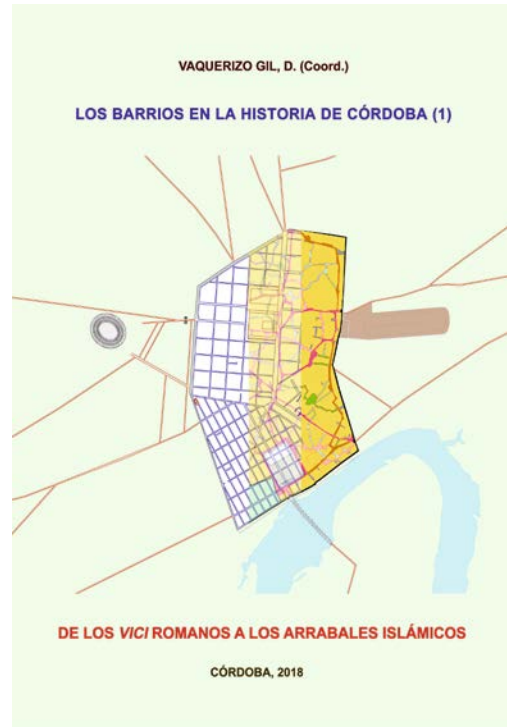 VAQUERIZO GIL, D. (Coord.)
LOS BARRIOS EN LA HISTORIA DE CÓRDOBA (1)
DE LOS VICI ROMANOS A LOS ARRABALES ISLÁMICOS
CÓRDOBA, 2018